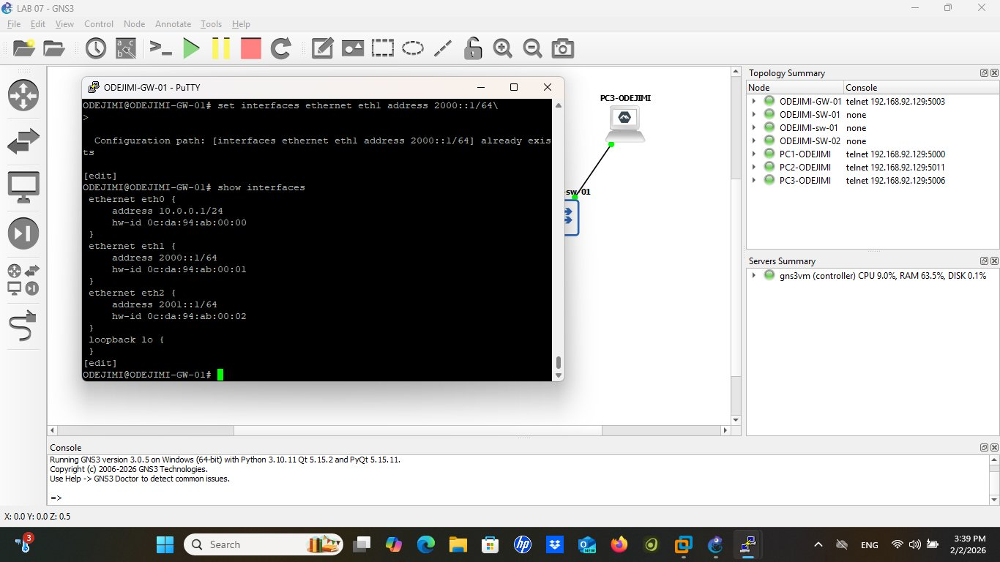 LAB 07 - GNS3
File Edit View Control Node Annotate Tools Help
ODEJIMI-GW-01 - PuTTY
ODEJIMI@ODEJIMI-GW-01# set interfaces ethernet eth1 address 2000::1/64\
>
Configuration path: [interfaces ethernet eth1 address 2000::1/64] already exis
ts
[edit]
ODEJIMI@ODEJIMI-GW-01# show interfaces
ethernet eth0 {
address 10.0.0.1/24
hw-id 0c:da:94:ab:00:00
}
ethernet eth1 {
address 2000::1/64
hw-id 0c:da:94:ab:00:01
}
ethernet eth2 {
address 2001::1/64
hw-id 0c:da:94:ab:00:02
}
loopback lo {
}
[edit]
ODEJIMI@ODEJIMI-GW-01#
PC3-ODEJIMI
-sw-01
Topology Summary
Node Console
ODEJIMI-GW-01 telnet 192.168.92.129:5003
ODEJIMI-SW-01 none
ODEJIMI-sw-01 none
ODEJIMI-SW-02 none
PC1-ODEJIMI telnet 192.168.92.129:5000
PC2-ODEJIMI telnet 192.168.92.129:5011
PC3-ODEJIMI telnet 192.168.92.129:5006
Servers Summary
gns3vm (controller) CPU 9.0%, RAM 63.5%, DISK 0.1%
Console
Running GNS3 version 3.0.5 on Windows (64-bit) with Python 3.10.11 Qt 5.15.2 and PyQt 5.15.11.
Copyright (c) 2006-2026 GNS3 Technologies.
Use Help -> GNS3 Doctor to detect common issues.
=>
X: 0.0 Y: 0.0 Z: 0.5
3
Search
NEW
ENG
3:39 PM
2/2/2026